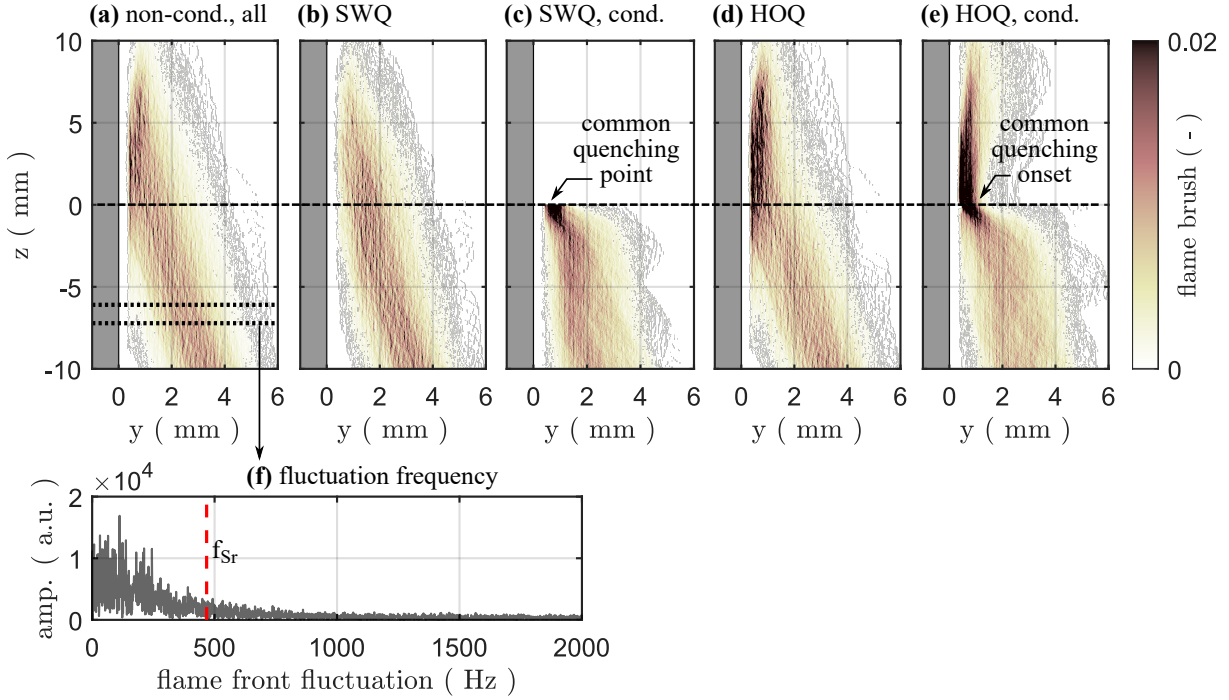 (a) non-cond., all
(b) SWQ
(c) SWQ, cond.
(d) HOQ
(e) HOQ, cond.
10
5
0
-5
-10
z ( mm )
common
quenching
point
common
quenching
onset
0.02
0
flame brush ( - )
0 2 4 6
0 2 4 6
0 2 4 6
0 2 4 6
0 2 4 6
y ( mm )
y ( mm )
y ( mm )
y ( mm )
y ( mm )
(f) fluctuation frequency
×10⁴
2
1
0
amp. ( a.u. )
fSr
0 500 1000 1500 2000
flame front fluctuation ( Hz )